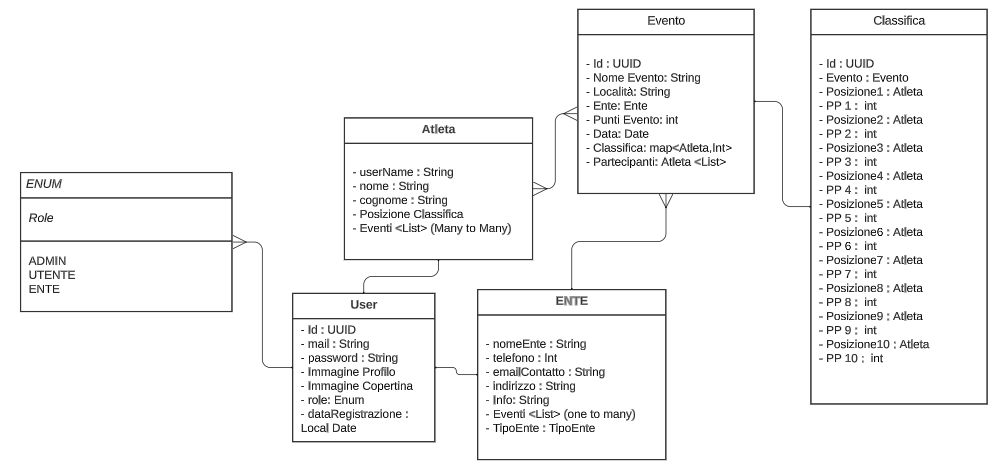 Evento
- Id : UUID
- Nome Evento: String
- Località: String
- Ente: Ente
- Punti Evento: int
- Data: Date
- Classifica: map<Atleta,Int>
- Partecipanti: Atleta <List>
Classifica
- Id : UUID
- Evento : Evento
- Posizione1 : Atleta
- PP 1 : int
- Posizione2 : Atleta
- PP 2 : int
- Posizione3 : Atleta
- PP 3 : int
- Posizione4 : Atleta
- PP 4 : int
- Posizione5 : Atleta
- PP 5 : int
- Posizione6 : Atleta
- PP 6 : int
- Posizione7 : Atleta
- PP 7 : int
- Posizione8 : Atleta
- PP 8 : int
- Posizione9 : Atleta
- PP 9 : int
- Posizione10 : Atleta
- PP 10 : int
Atleta
- userName : String
- nome : String
- cognome : String
- Posizione Classifica
- Eventi <List> (Many to Many)
ENUM
Role
ADMIN
UTENTE
ENTE
User
- Id : UUID
- mail : String
- password : String
- Immagine Profilo
- Immagine Copertina
- role: Enum
- dataRegistrazione :
Local Date
ENTE
- nomeEnte : String
- telefono : Int
- emailContatto : String
- indirizzo : String
- Info: String
- Eventi <List> (one to many)
- TipoEnte : TipoEnte